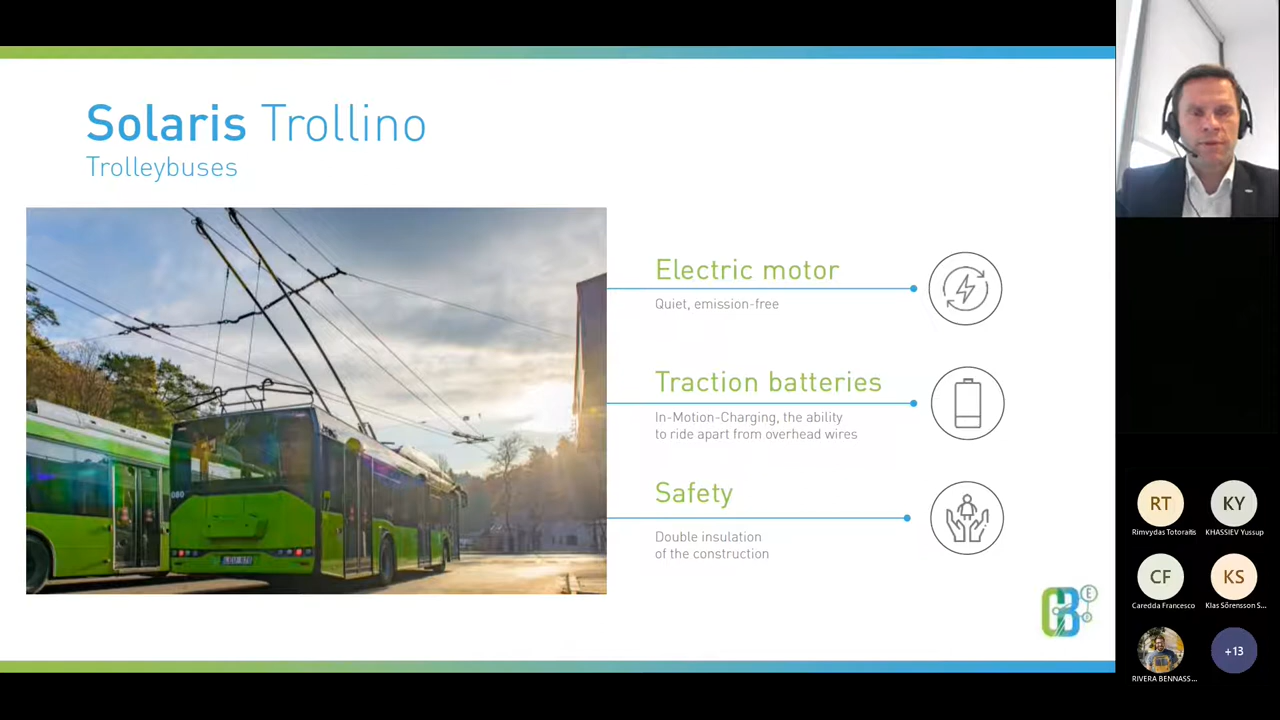 Solaris Trollino
Trolleybuses
Electric motor
Quiet, emission-free
Traction batteries
In-Motion-Charging, the ability
to ride apart from overhead wires
Safety
Double insulation
of the construction
080
RT
KY
Rimvydas Totoraitis
KHASSIEV Yussup
CF
KS
Caredda Francesco
Klas Sörensson S...
+13
RIVERA BENNASS...